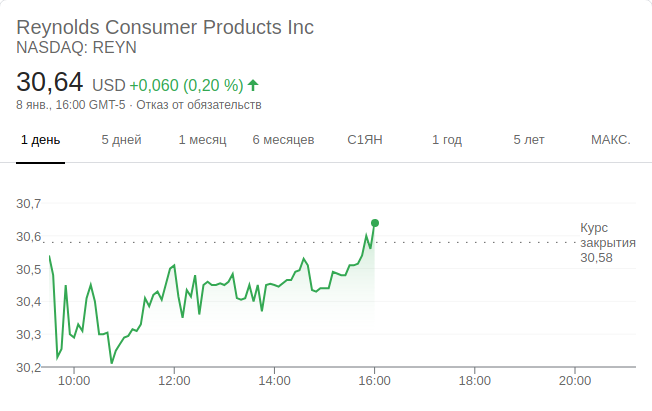 Reynolds Consumer Products Inc
NASDAQ: REYN
30,64 USD +0,060 (0,20 %)
8 янв., 16:00 GMT-5 · Отказ от обязательств
1 день 5 дней 1 месяц 6 месяцев С1ЯН 1 год 5 лет МАКС.
30,7
30,6
30,5
30,4
30,3
30,2
Курс
закрытия
30,58
10:00 12:00 14:00 16:00 18:00 20:00